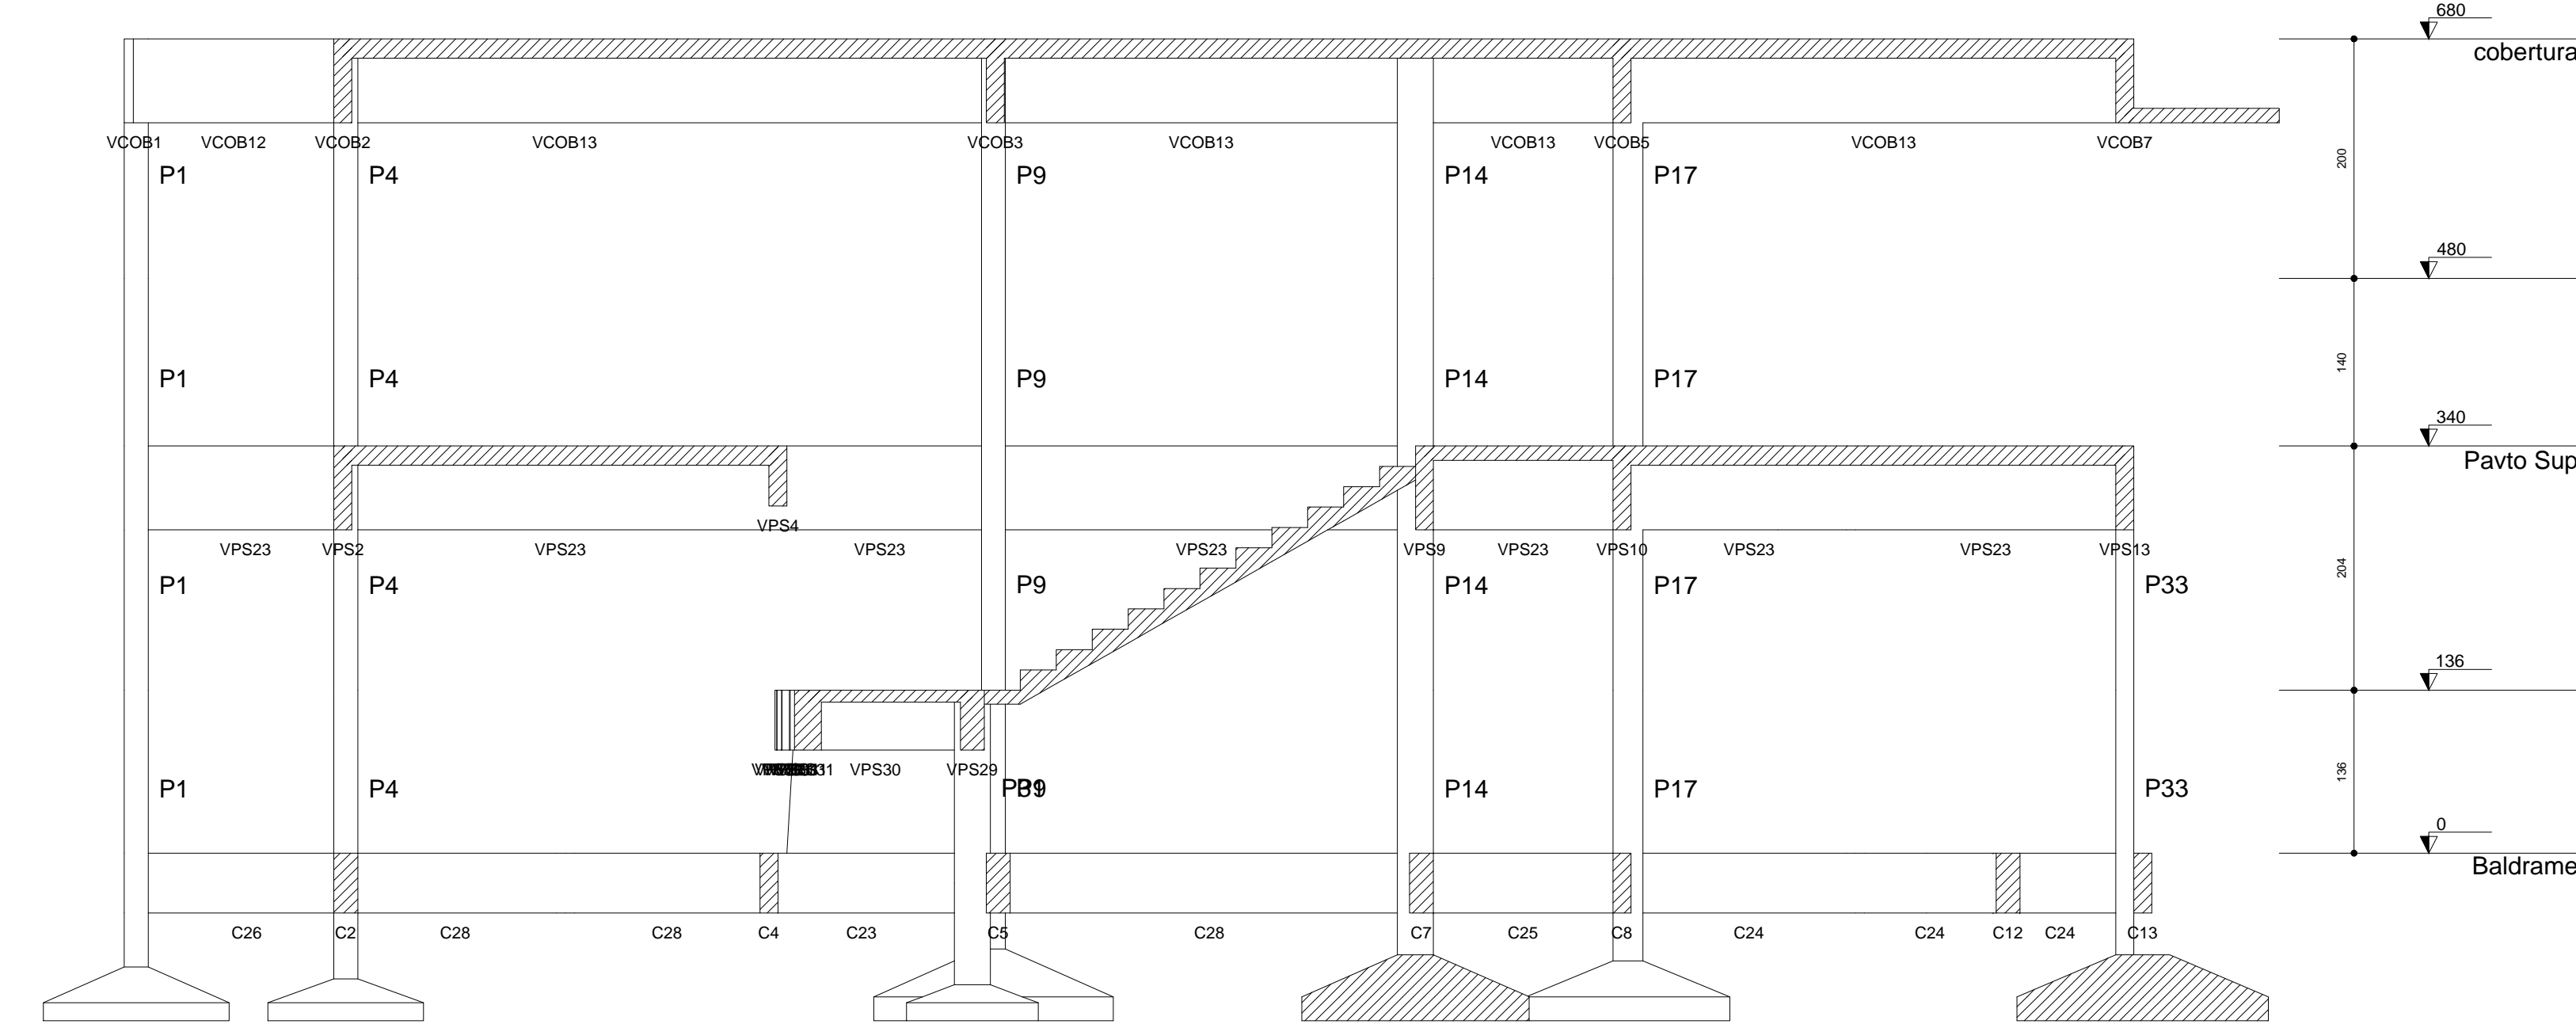 680
cobertura
VCOB1 VCOB12 VCOB2 VCOB13 VCOB3 VCOB13 VCOB13 VCOB5 VCOB13 VCOB7
200
P1 P4 P9 P14 P17
480
140
P1 P4 P9 P14 P17
340
Pavto Sup
VPS4
VPS23 VPS2 VPS23 VPS23 VPS23 VPS9 VPS23 VPS10 VPS23 VPS23 VPS13
204
P1 P4 P9 P14 P17 P33
136
VPS30 VPS29
136
P1 P4 P31 P9 P14 P17 P33
0
Baldrame
C26 C2 C28 C28 C4 C23 C5 C28 C7 C25 C8 C24 C24 C12 C24 C13